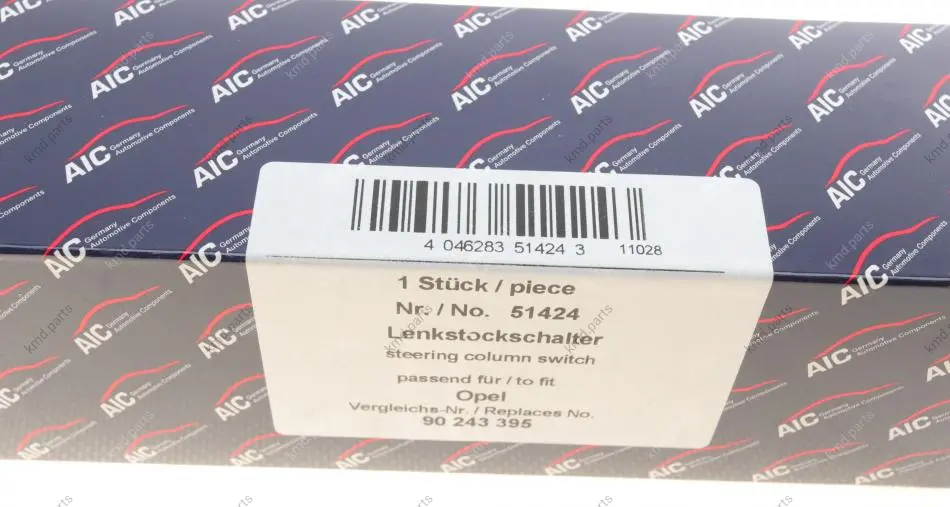 AIC Germany
Automotive Components
4 046283 51424 3 11028
1 Stück / piece
Nr. / No. 51424
Lenkstockschalter
steering column switch
passend für / to fit
Opel
Vergleichs-Nr. / Replaces No.
90 243 395
kmd.parts